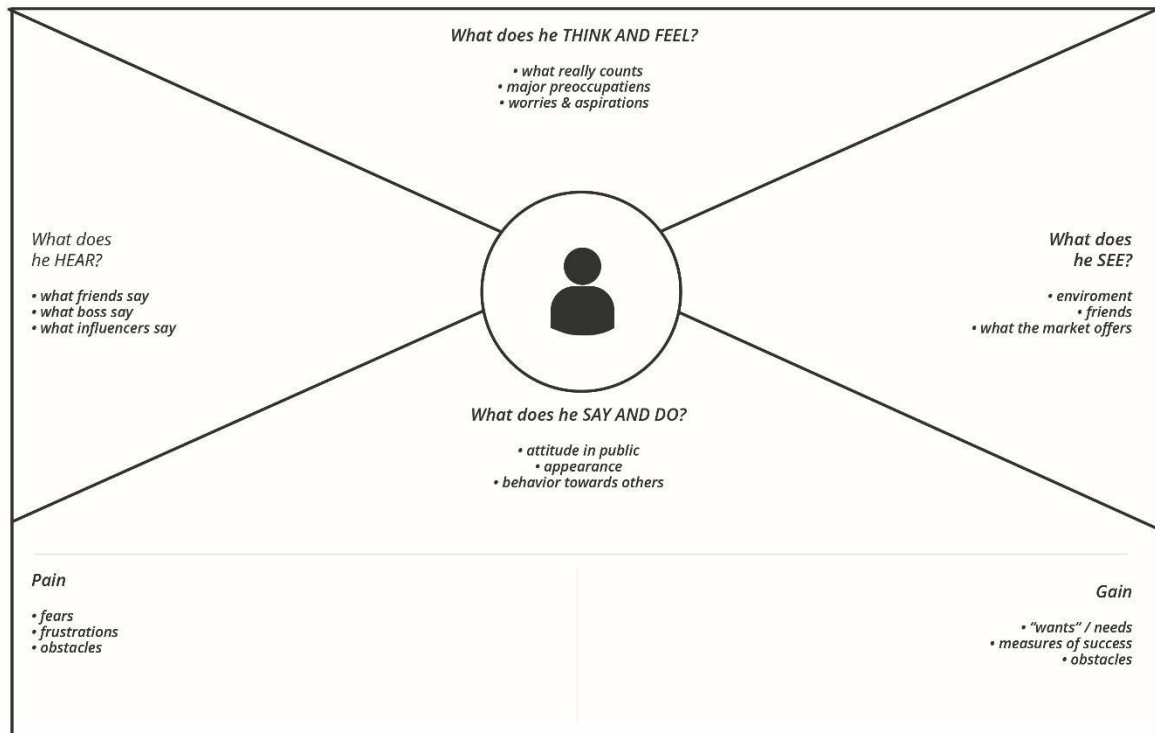 What does he THINK AND FEEL?
• what really counts
• major preoccupatiens
• worries & aspirations
What does
he HEAR?
• what friends say
• what boss say
• what influencers say
What does
he SEE?
• enviroment
• friends
• what the market offers
What does he SAY AND DO?
• attitude in public
• appearance
• behavior towards others
Pain
• fears
• frustrations
• obstacles
Gain
• “wants” / needs
• measures of success
• obstacles